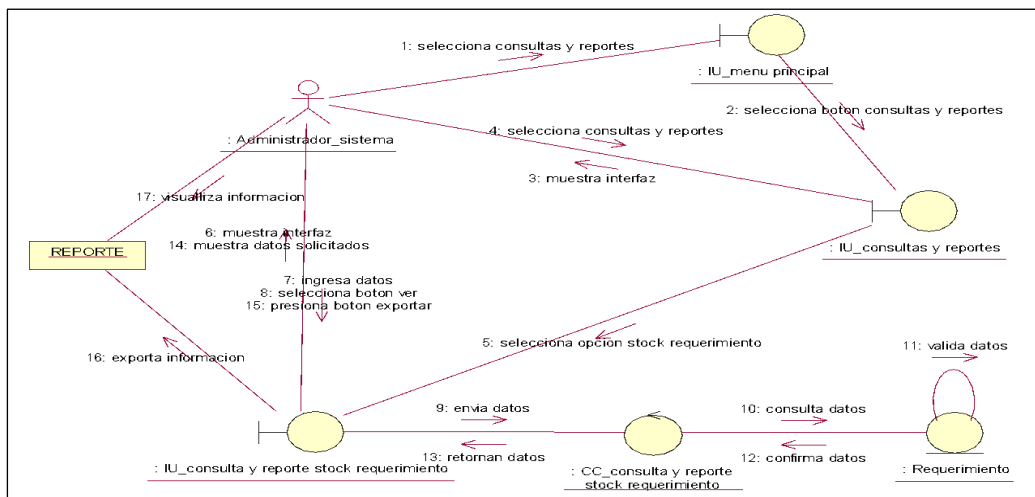 1: selecciona consultas y reportes
: IU_menu principal
2: selecciona boton consultas y reportes
: Administrador_sistema
4: selecciona consultas y reportes
3: muestra interfaz
17: visualliza informacion
6: muestra interfaz
14: muestra datos solicitados
REPORTE
: IU_consultas y reportes
7: ingresa datos
8: selecciona boton ver
15: presiona boton exportar
5: selecciona opcion stock requerimiento
11: valida datos
16: exporta informacion
9: envia datos
10: consulta datos
13: retornan datos
12: confirma datos
: IU_consulta y reporte stock requerimiento
: CC_consulta y reporte
stock requerimiento
: Requerimiento